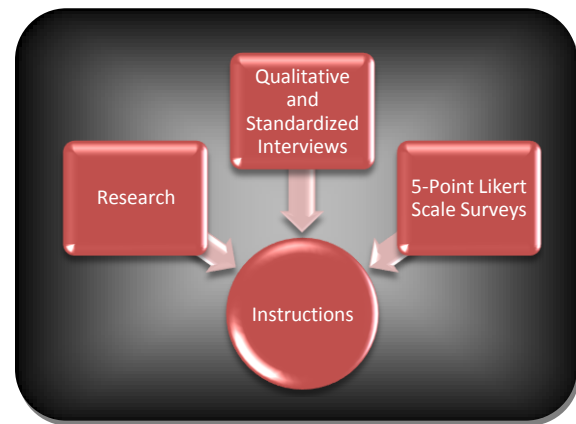 Qualitative
and
Standardized
Interviews
Research
5-Point Likert
Scale Surveys
Instructions